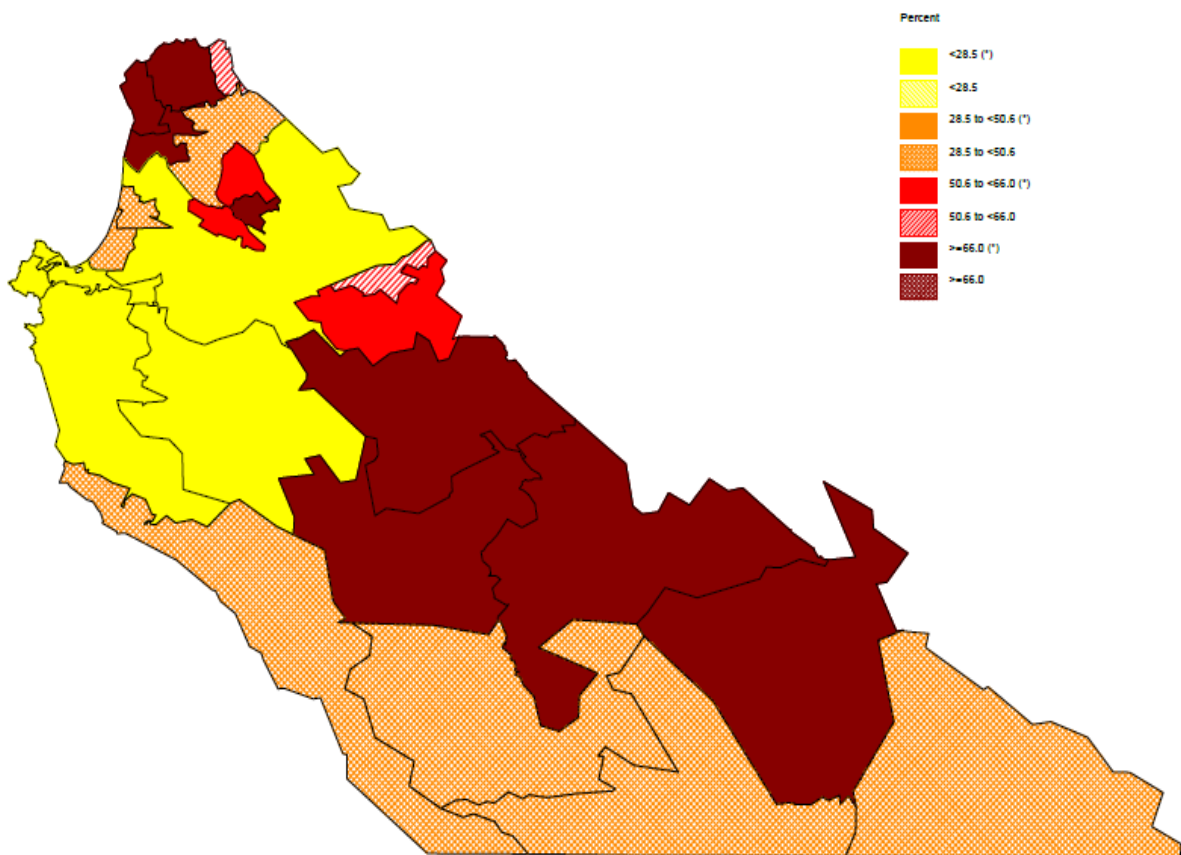 Percent
<28.5 (*)
<28.5
28.5 to <50.6 (*)
28.5 to <50.6
50.6 to <66.0 (*)
50.6 to <66.0
>=66.0 (*)
>=66.0